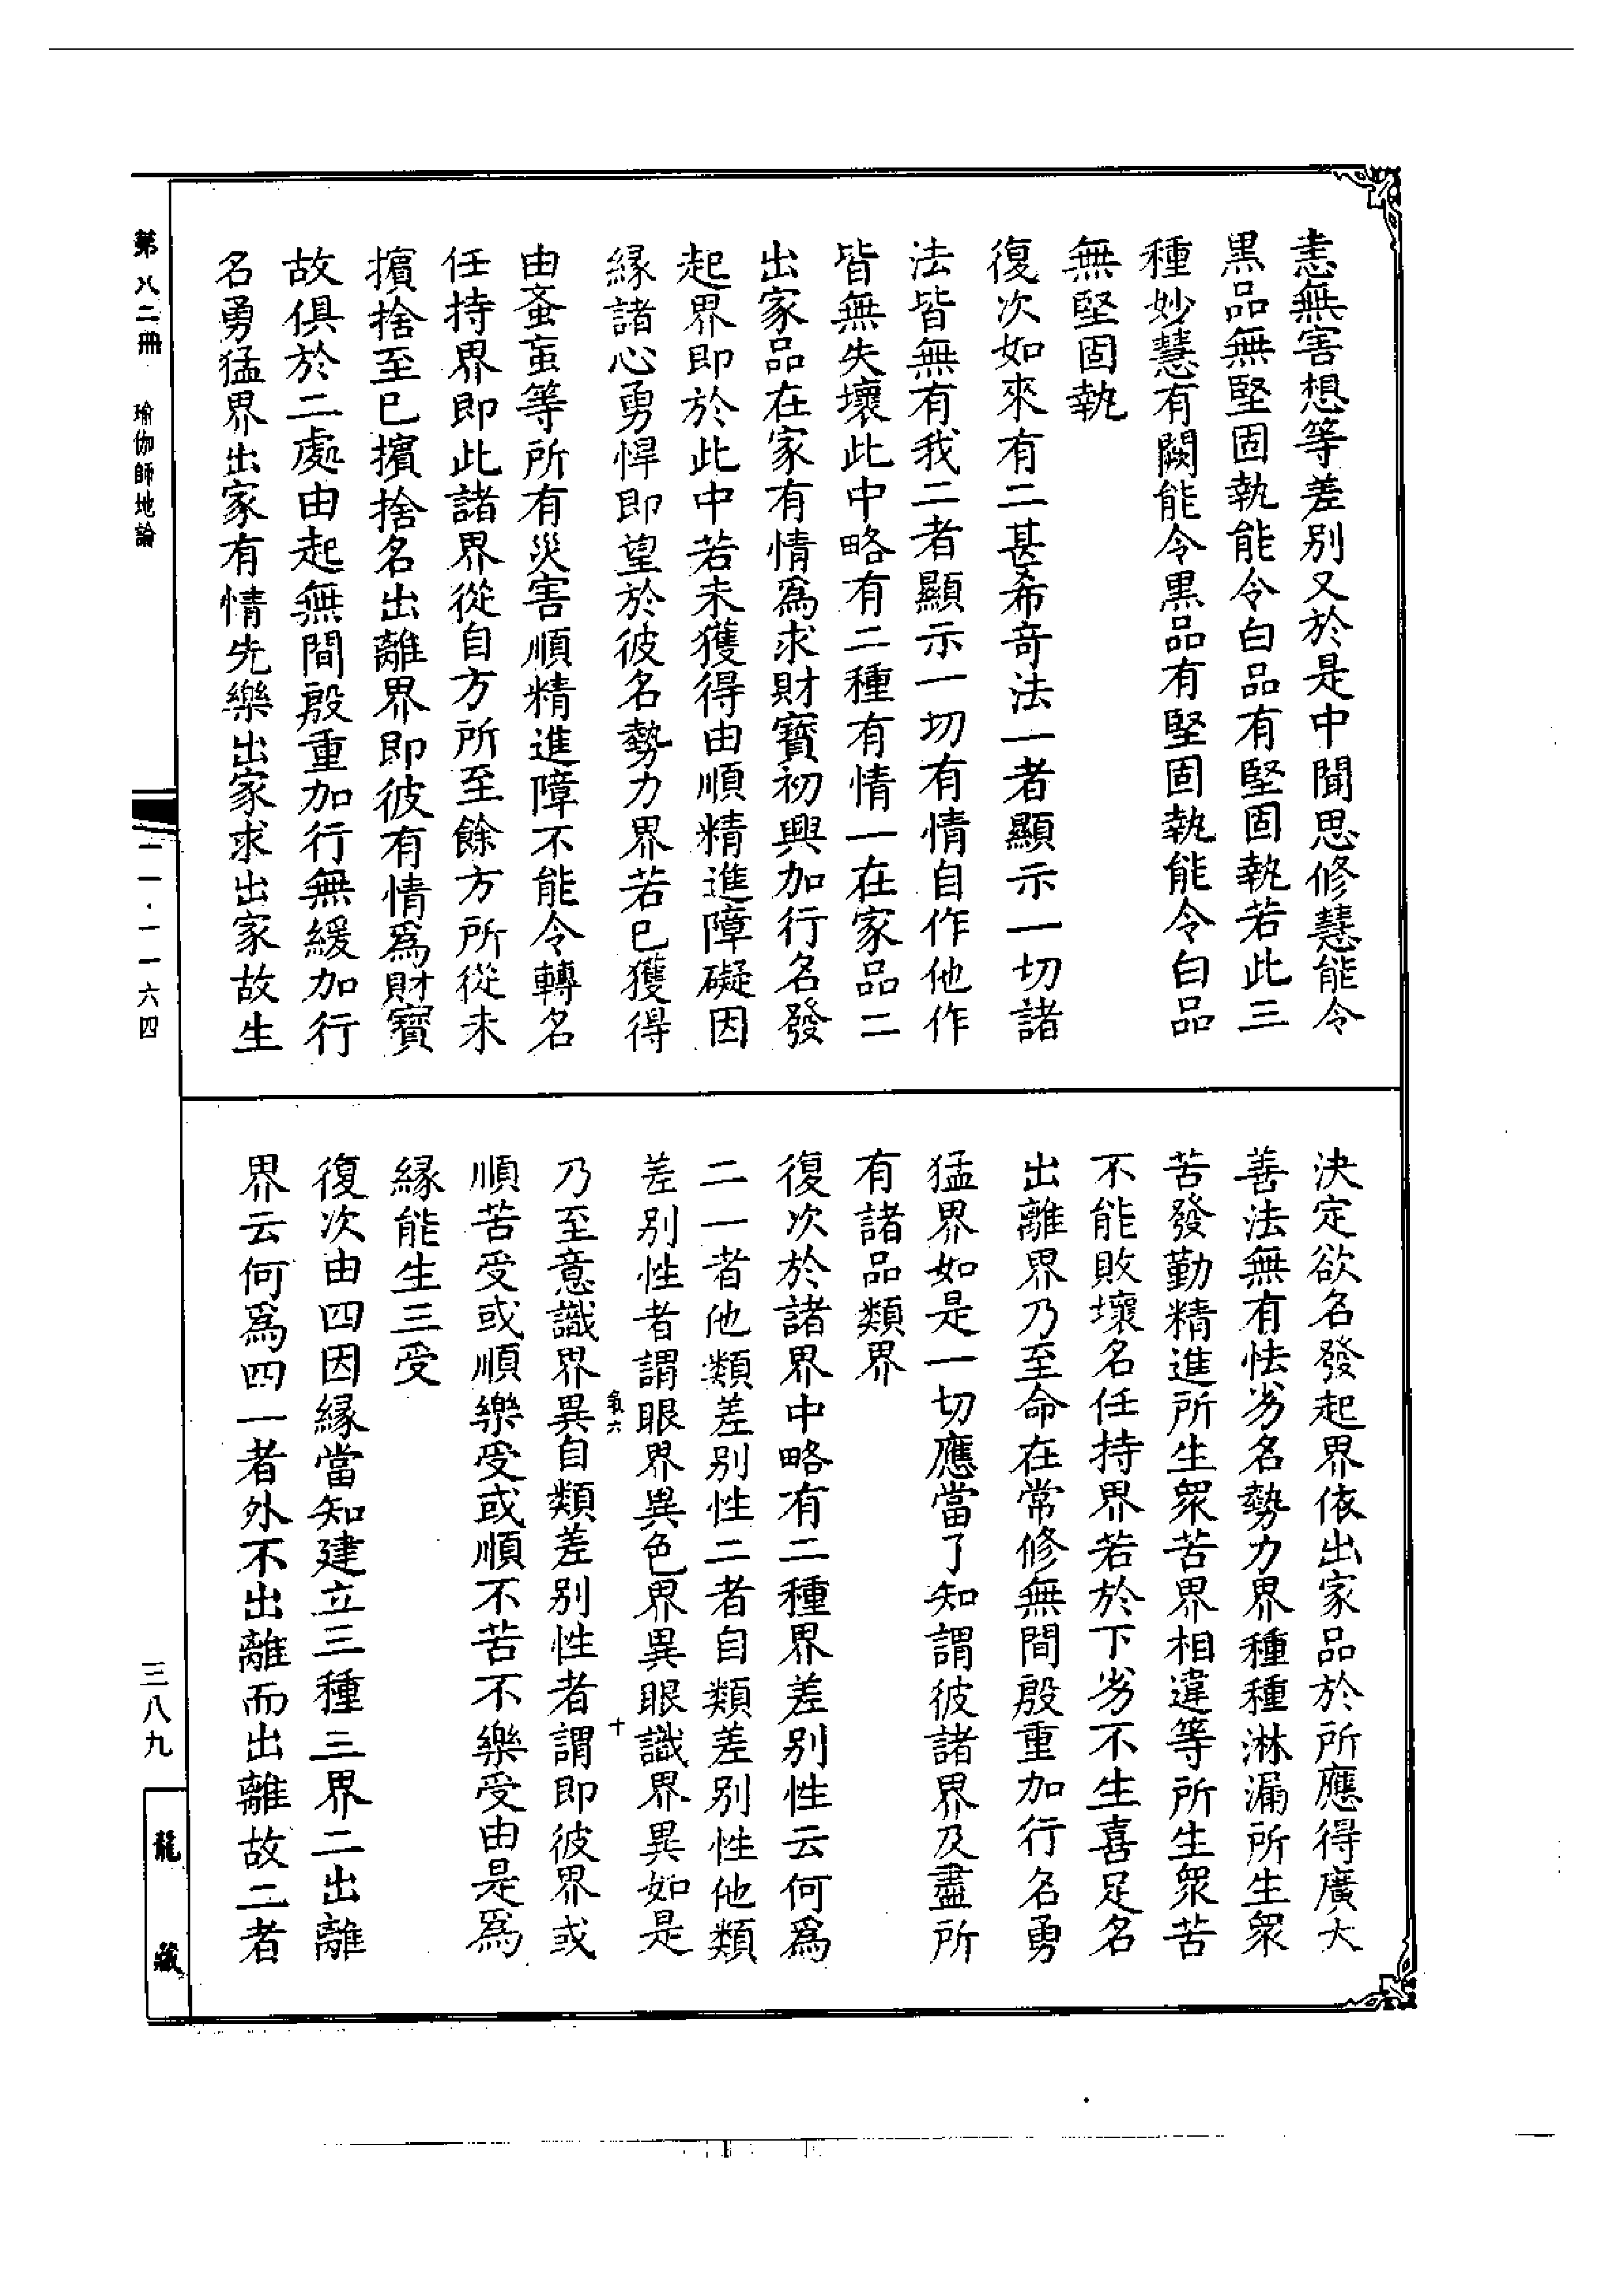 恚無害想等差别又於是中聞思修慧能令
黒品無堅固執能令白品有堅固執若此三
種妙慧有闕能令黒品有堅固執能令白品
無堅固執
復次如來有二甚希竒法一者顯示一切諸
法皆無有我二者顯示一切有情自作他作
皆無失壞此中略有二種有情一在家品二
出家品在家有情爲求財寳初興加行名發
起界即於此中若未獲得由順精進障礙因
縁諸心勇悍即望於彼名勢力界若已獲得
由蚤䖟等所有災害順精進障不能令轉名
任持界即此諸界從自方所至餘方所從未
擯捨至已擯捨名出離界即彼有情爲財寳
故俱於二處由起無間殷重加行無緩加行
名勇猛界出家有情先樂出家求出家故生
決定欲名發起界依出家品於所應得廣大
善法無有怯劣名勢力界種種淋漏所生衆
苦發勤精進所生衆苦界相違等所生衆苦
不能敗壞名任持界若於下劣不生喜足名
出離界乃至命在常修無間殷重加行名勇
猛界如是一切應當了知謂彼諸界及盡所
有諸品類界
復次於諸界中略有二種界差别性云何爲
二一者他類差别性二者自類差别性他類
差别性者謂眼界異色界異眼識界異如是
十
乃至意識界異自類差别性者謂即彼界或
順苦受或順樂受或順不苦不樂受由是爲
縁能生三受
復次由四因縁當知建立三種三界二出離
界云何爲四一者外不出離而出離故二者
第八二冊 瑜伽師地論
二一·一一六四
三八九
龍藏